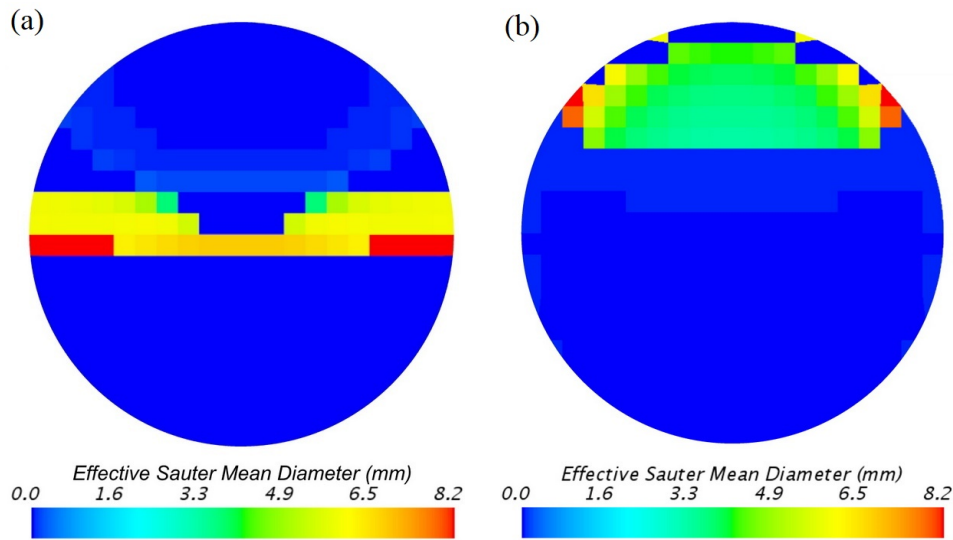 (a)
(b)
Effective Sauter Mean Diameter (mm)
0.0 1.6 3.3 4.9 6.5 8.2
Effective Sauter Mean Diameter (mm)
0.0 1.6 3.3 4.9 6.5 8.2